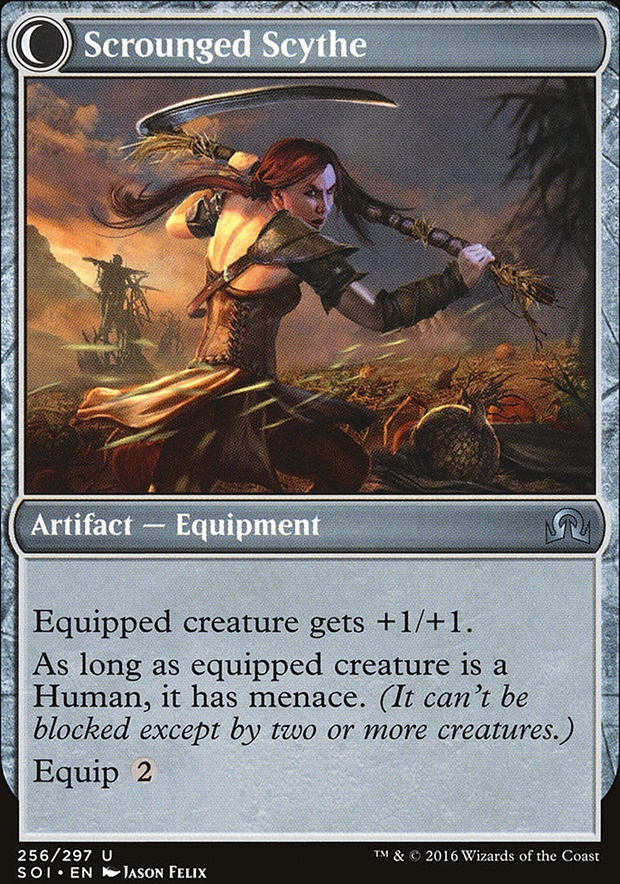 Scrounged Scythe
Artifact — Equipment
Equipped creature gets +1/+1.
As long as equipped creature is a
Human, it has menace. (It can't be
blocked except by two or more creatures.)
Equip 2
256/297 U
SOI • EN JASON FELIX
™ & © 2016 Wizards of the Coast